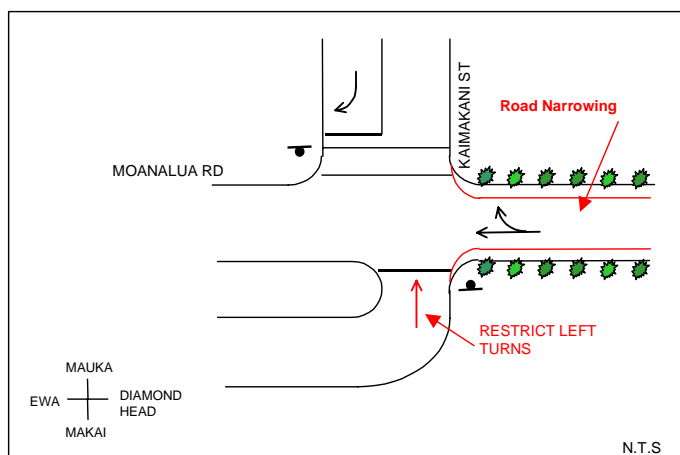 KAIMAKANI ST
Road Narrowing
MOANALUA RD
RESTRICT LEFT
TURNS
MAUKA
EWA
DIAMOND
HEAD
MAKAI
N.T.S